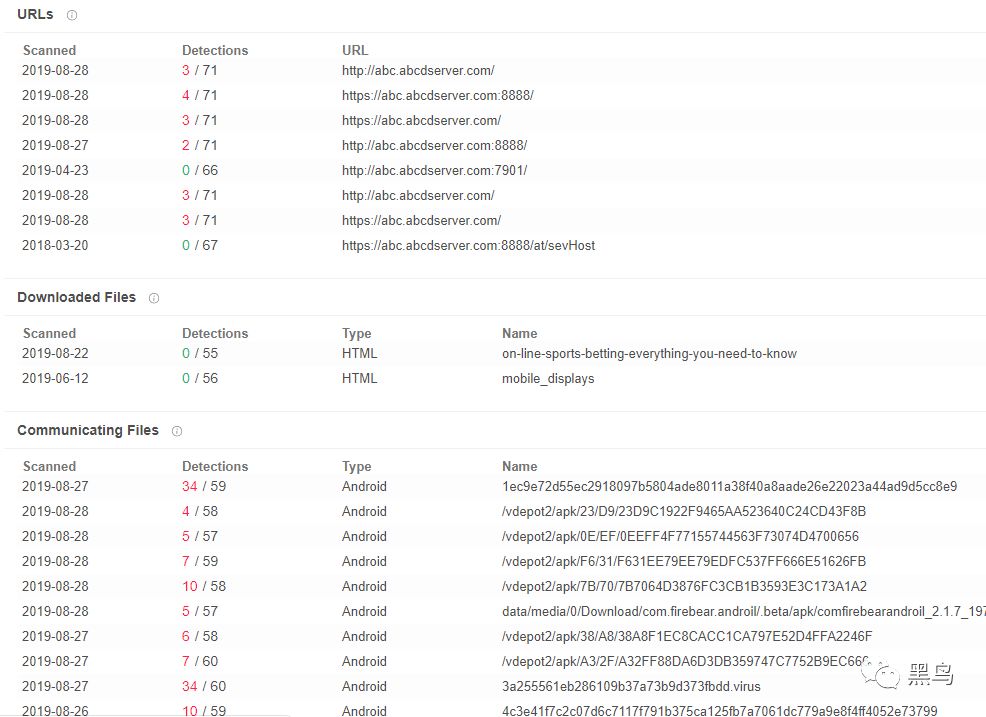 URLs
Scanned Detections URL
2019-08-28 3 / 71 http://abc.abcdserver.com/
2019-08-28 4 / 71 https://abc.abcdserver.com:8888/
2019-08-28 3 / 71 https://abc.abcdserver.com/
2019-08-27 2 / 71 http://abc.abcdserver.com:8888/
2019-04-23 0 / 66 http://abc.abcdserver.com:7901/
2019-08-28 3 / 71 http://abc.abcdserver.com/
2019-08-28 3 / 71 https://abc.abcdserver.com/
2018-03-20 0 / 67 https://abc.abcdserver.com:8888/at/sevHost
Downloaded Files
Scanned Detections Type Name
2019-08-22 0 / 55 HTML on-line-sports-betting-everything-you-need-to-know
2019-06-12 0 / 56 HTML mobile_displays
Communicating Files
Scanned Detections Type Name
2019-08-27 34 / 59 Android 1ec9e72d55ec2918097b5804ade8011a38f40a8aade26e22023a44ad9d5cc8e9
2019-08-28 4 / 58 Android /vdepot2/apk/23/D9/23D9C1922F9465AA523640C24CD43F8B
2019-08-28 5 / 57 Android /vdepot2/apk/0E/EF/0EEFF4F77155744563F73074D4700656
2019-08-28 7 / 59 Android /vdepot2/apk/F6/31/F631EE79EE79EDFC537FF666E51626FB
2019-08-28 10 / 58 Android /vdepot2/apk/7B/70/7B7064D3876FC3CB1B3593E3C173A1A2
2019-08-28 5 / 57 Android data/media/0/Download/com.firebear.androil/.beta/apk/comfirebearandroil_2.1.7_197
2019-08-27 6 / 58 Android /vdepot2/apk/38/A8/38A8F1EC8CACC1CA797E52D4FFA2246F
2019-08-27 7 / 60 Android /vdepot2/apk/A3/2F/A32FF88DA6D3DB359747C7752B9EC666
2019-08-27 34 / 60 Android 3a255561eb286109b37a73b9d373fbdd.virus
2019-08-26 10 / 59 Android 4c3e41f7c2c07d6c7117f791b375ca125fb7a7061dc779a9e8f4ff4052e73799
黑鸟